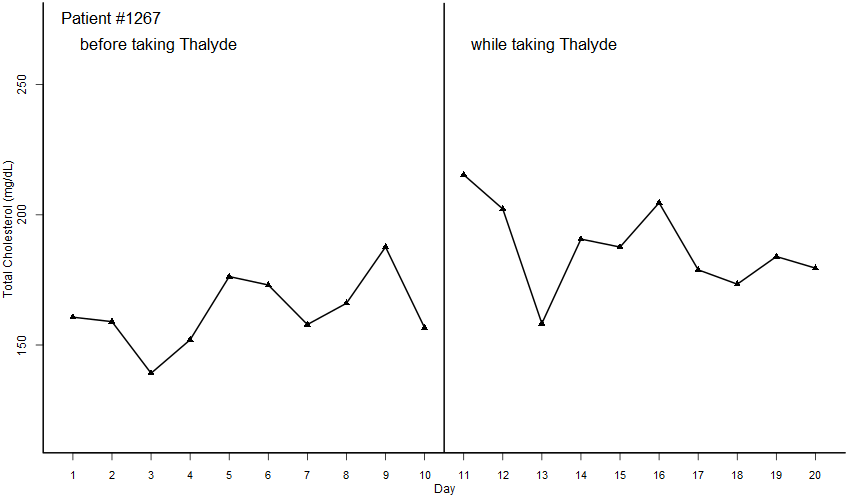 Patient #1267
before taking Thalyde
while taking Thalyde
Total Cholesterol (mg/dL)
250
200
150
1 2 3 4 5 6 7 8 9 10 11 12 13 14 15 16 17 18 19 20
Day